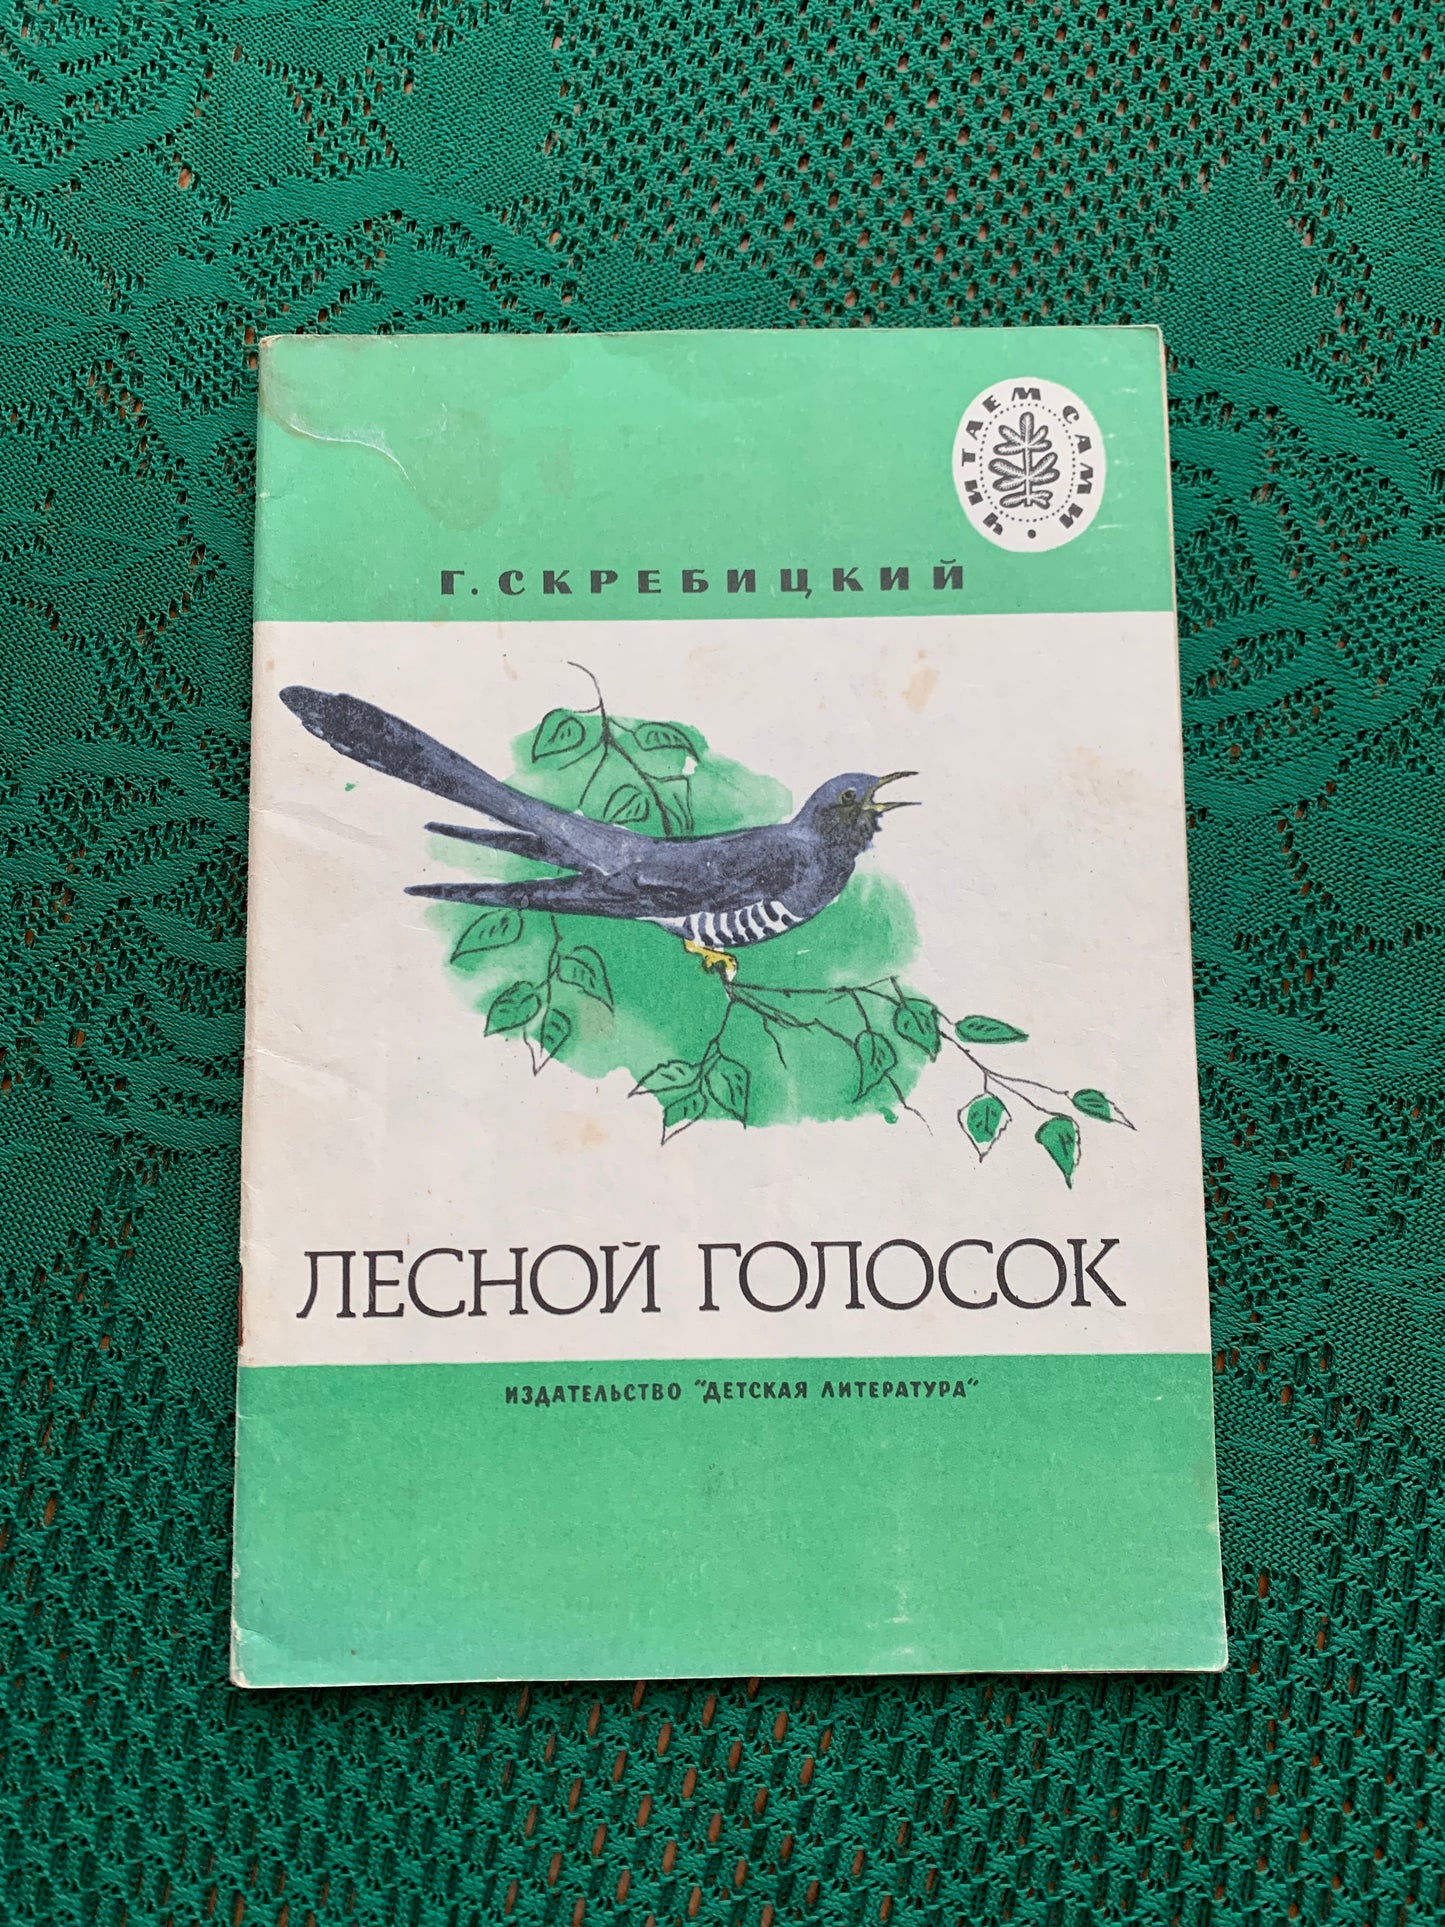 ЧИТАЕМ САМИ •
Г. СКРЕБИЦКИЙ
ЛЕСНОЙ ГОЛОСОК
ИЗДАТЕЛЬСТВО "ДЕТСКАЯ ЛИТЕРАТУРА"